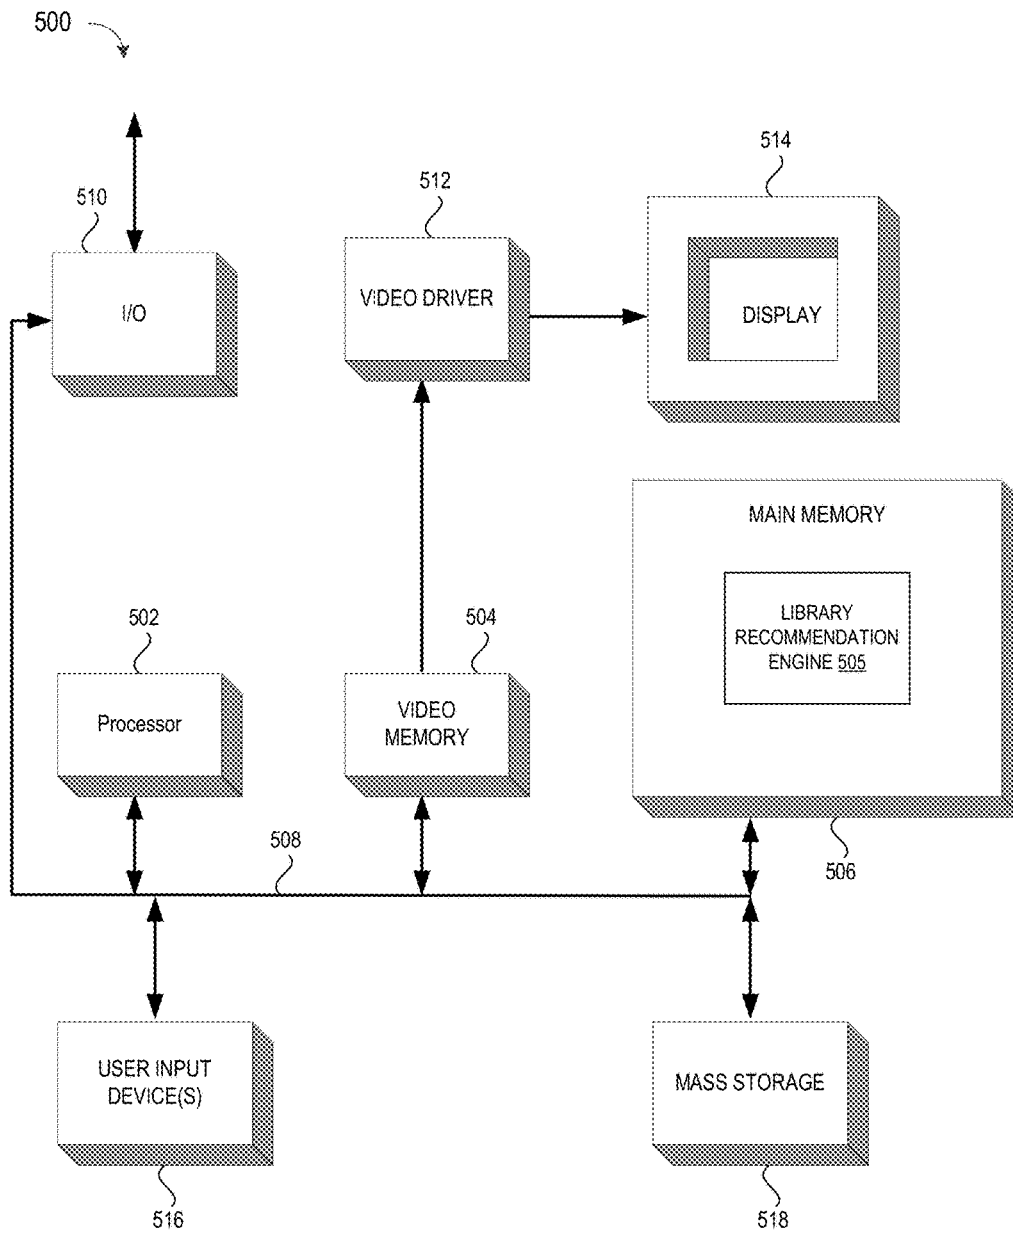 500
514
510
512
I/O
VIDEO DRIVER
DISPLAY
MAIN MEMORY
LIBRARY
RECOMMENDATION
ENGINE 505
502
504
Processor
VIDEO
MEMORY
508
506
USER INPUT
DEVICE(S)
MASS STORAGE
516
518